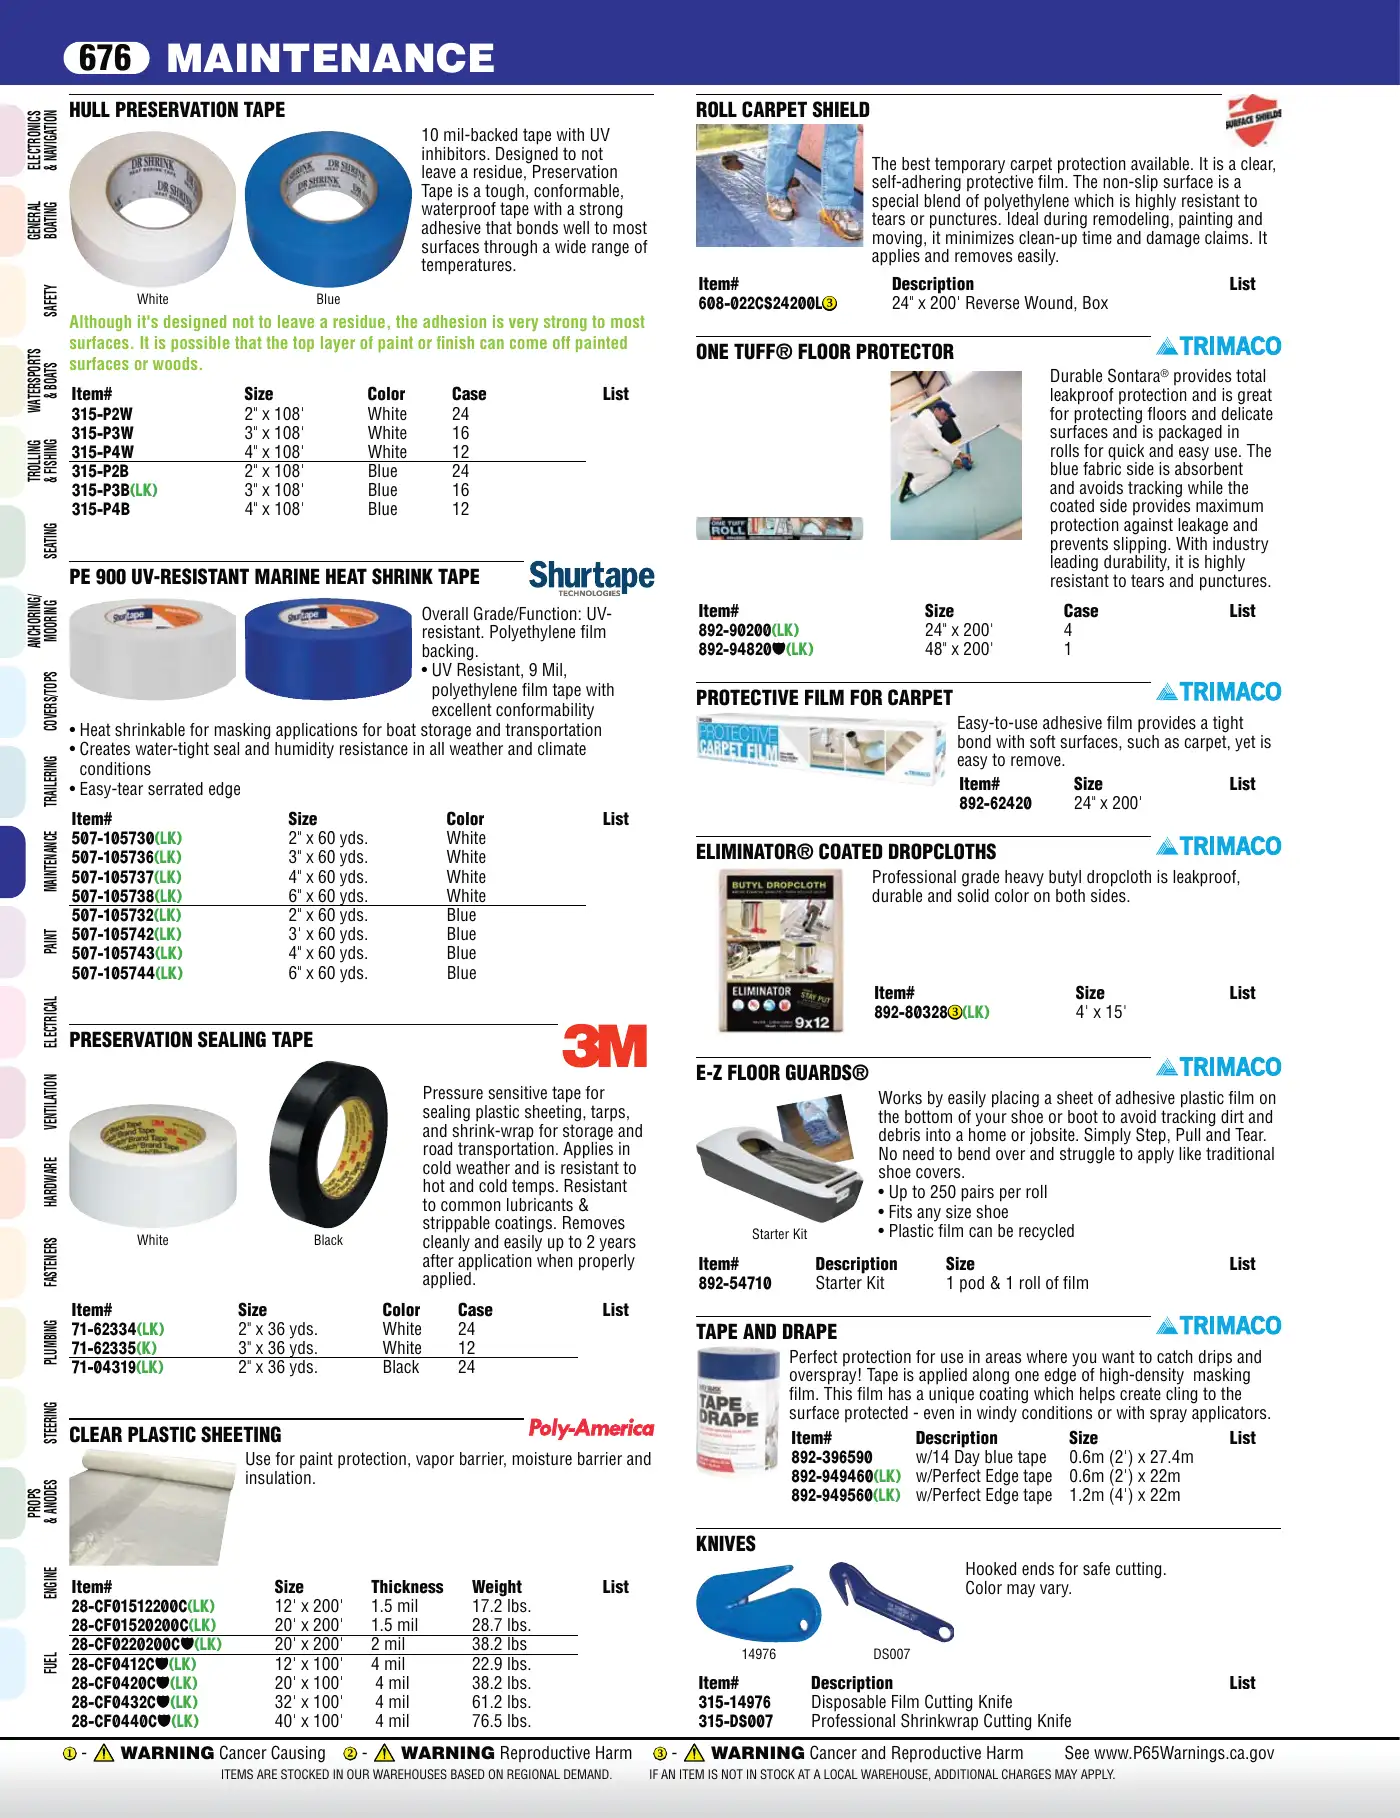 676 MAINTENANCE
ELECTRONICS
& NAVIGATION
GENERAL
BOATING
SAFETY
WATERSPORTS
& BOATS
TROLLING
& FISHING
SEATING
ANCHORING/
MOORING
COVERS/TOPS
TRAILERING
MAINTENANCE
PAINT
ELECTRICAL
VENTILATION
HARDWARE
FASTENERS
PLUMBING
STEERING
PROPS
& ANODES
ENGINE
FUEL
HULL PRESERVATION TAPE
DR SHRINK
DR SHRINK
DR SHRINK
DR SHRINK
10 mil-backed tape with UV
inhibitors. Designed to not
leave a residue, Preservation
Tape is a tough, conformable,
waterproof tape with a strong
adhesive that bonds well to most
surfaces through a wide range of
temperatures.
White Blue
Although it's designed not to leave a residue, the adhesion is very strong to most
surfaces. It is possible that the top layer of paint or finish can come off painted
surfaces or woods.
Item# Size Color Case List
315-P2W 2" x 108' White 24
315-P3W 3" x 108' White 16
315-P4W 4" x 108' White 12
315-P2B 2" x 108' Blue 24
315-P3B(LK) 3" x 108' Blue 16
315-P4B 4" x 108' Blue 12
PE 900 UV-RESISTANT MARINE HEAT SHRINK TAPE
Shurtape
TECHNOLOGIES
Shurtape
Shurtape
Overall Grade/Function: UV-
resistant. Polyethylene film
backing.
• UV Resistant, 9 Mil,
polyethylene film tape with
excellent conformability
• Heat shrinkable for masking applications for boat storage and transportation
• Creates water-tight seal and humidity resistance in all weather and climate
conditions
• Easy-tear serrated edge
Item# Size Color List
507-105730(LK) 2" x 60 yds. White
507-105736(LK) 3" x 60 yds. White
507-105737(LK) 4" x 60 yds. White
507-105738(LK) 6" x 60 yds. White
507-105732(LK) 2" x 60 yds. Blue
507-105742(LK) 3' x 60 yds. Blue
507-105743(LK) 4" x 60 yds. Blue
507-105744(LK) 6" x 60 yds. Blue
PRESERVATION SEALING TAPE
3M
Pressure sensitive tape for
sealing plastic sheeting, tarps,
and shrink-wrap for storage and
road transportation. Applies in
cold weather and is resistant to
hot and cold temps. Resistant
to common lubricants &
strippable coatings. Removes
cleanly and easily up to 2 years
after application when properly
applied.
White Black
Item# Size Color Case List
71-62334(LK) 2" x 36 yds. White 24
71-62335(K) 3" x 36 yds. White 12
71-04319(LK) 2" x 36 yds. Black 24
CLEAR PLASTIC SHEETING
Poly-America
Use for paint protection, vapor barrier, moisture barrier and
insulation.
Item# Size Thickness Weight List
28-CF01512200C(LK) 12' x 200' 1.5 mil 17.2 lbs.
28-CF01520200C(LK) 20' x 200' 1.5 mil 28.7 lbs.
28-CF0220200C(LK) 20' x 200' 2 mil 38.2 lbs
28-CF0412C(LK) 12' x 100' 4 mil 22.9 lbs.
28-CF0420C(LK) 20' x 100' 4 mil 38.2 lbs.
28-CF0432C(LK) 32' x 100' 4 mil 61.2 lbs.
28-CF0440C(LK) 40' x 100' 4 mil 76.5 lbs.
ROLL CARPET SHIELD
SURFACE SHIELDS
The best temporary carpet protection available. It is a clear,
self-adhering protective film. The non-slip surface is a
special blend of polyethylene which is highly resistant to
tears or punctures. Ideal during remodeling, painting and
moving, it minimizes clean-up time and damage claims. It
applies and removes easily.
Item# Description List
608-022CS24200L3 24" x 200' Reverse Wound, Box
ONE TUFF® FLOOR PROTECTOR
TRIMACO
ONE TUFF
ROLL
Durable Sontara® provides total
leakproof protection and is great
for protecting floors and delicate
surfaces and is packaged in
rolls for quick and easy use. The
blue fabric side is absorbent
and avoids tracking while the
coated side provides maximum
protection against leakage and
prevents slipping. With industry
leading durability, it is highly
resistant to tears and punctures.
Item# Size Case List
892-90200(LK) 24" x 200' 4
892-94820(LK) 48" x 200' 1
PROTECTIVE FILM FOR CARPET
TRIMACO
PROTECTIVE
CARPET FILM
TRIMACO
Easy-to-use adhesive film provides a tight
bond with soft surfaces, such as carpet, yet is
easy to remove.
Item# Size List
892-62420 24" x 200'
ELIMINATOR® COATED DROPCLOTHS
TRIMACO
BUTYL DROPCLOTH
ELIMINATOR
STAY PUT
9x12
Professional grade heavy butyl dropcloth is leakproof,
durable and solid color on both sides.
Item# Size List
892-80328 3(LK) 4' x 15'
E-Z FLOOR GUARDS®
TRIMACO
Works by easily placing a sheet of adhesive plastic film on
the bottom of your shoe or boot to avoid tracking dirt and
debris into a home or jobsite. Simply Step, Pull and Tear.
No need to bend over and struggle to apply like traditional
shoe covers.
• Up to 250 pairs per roll
• Fits any size shoe
• Plastic film can be recycled
Starter Kit
Item# Description Size List
892-54710 Starter Kit 1 pod & 1 roll of film
TAPE AND DRAPE
TRIMACO
TAPE
& DRAPE
Perfect protection for use in areas where you want to catch drips and
overspray! Tape is applied along one edge of high-density masking
film. This film has a unique coating which helps create cling to the
surface protected - even in windy conditions or with spray applicators.
Item# Description Size List
892-396590 w/14 Day blue tape 0.6m (2') x 27.4m
892-949460(LK) w/Perfect Edge tape 0.6m (2') x 22m
892-949560(LK) w/Perfect Edge tape 1.2m (4') x 22m
KNIVES
Hooked ends for safe cutting.
Color may vary.
14976 DS007
Item# Description List
315-14976 Disposable Film Cutting Knife
315-DS007 Professional Shrinkwrap Cutting Knife
1 - WARNING Cancer Causing 2 - WARNING Reproductive Harm 3 - WARNING Cancer and Reproductive Harm See www.P65Warnings.ca.gov
ITEMS ARE STOCKED IN OUR WAREHOUSES BASED ON REGIONAL DEMAND. IF AN ITEM IS NOT IN STOCK AT A LOCAL WAREHOUSE, ADDITIONAL CHARGES MAY APPLY.